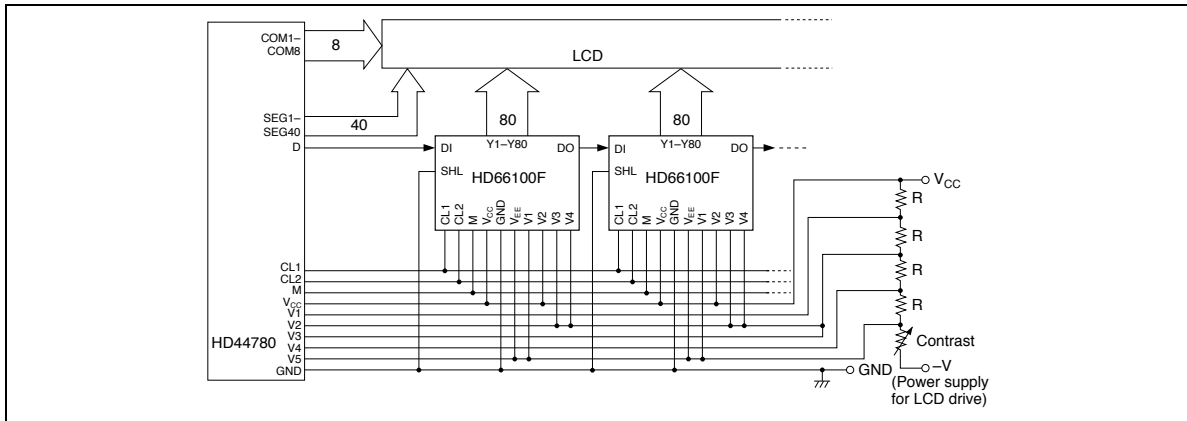 COM1–
COM8
8
LCD
SEG1–
SEG40
40
80
80
D
DI
Y1–Y80
DO
SHL
HD66100F
CL1
CL2
M
VCC
GND
VEE
V1
V2
V3
V4
DI
Y1–Y80
DO
SHL
HD66100F
CL1
CL2
M
VCC
GND
VEE
V1
V2
V3
V4
VCC
R
R
R
R
Contrast
–V
(Power supply
for LCD drive)
CL1
CL2
M
VCC
V1
V2
V3
V4
V5
GND
HD44780
GND